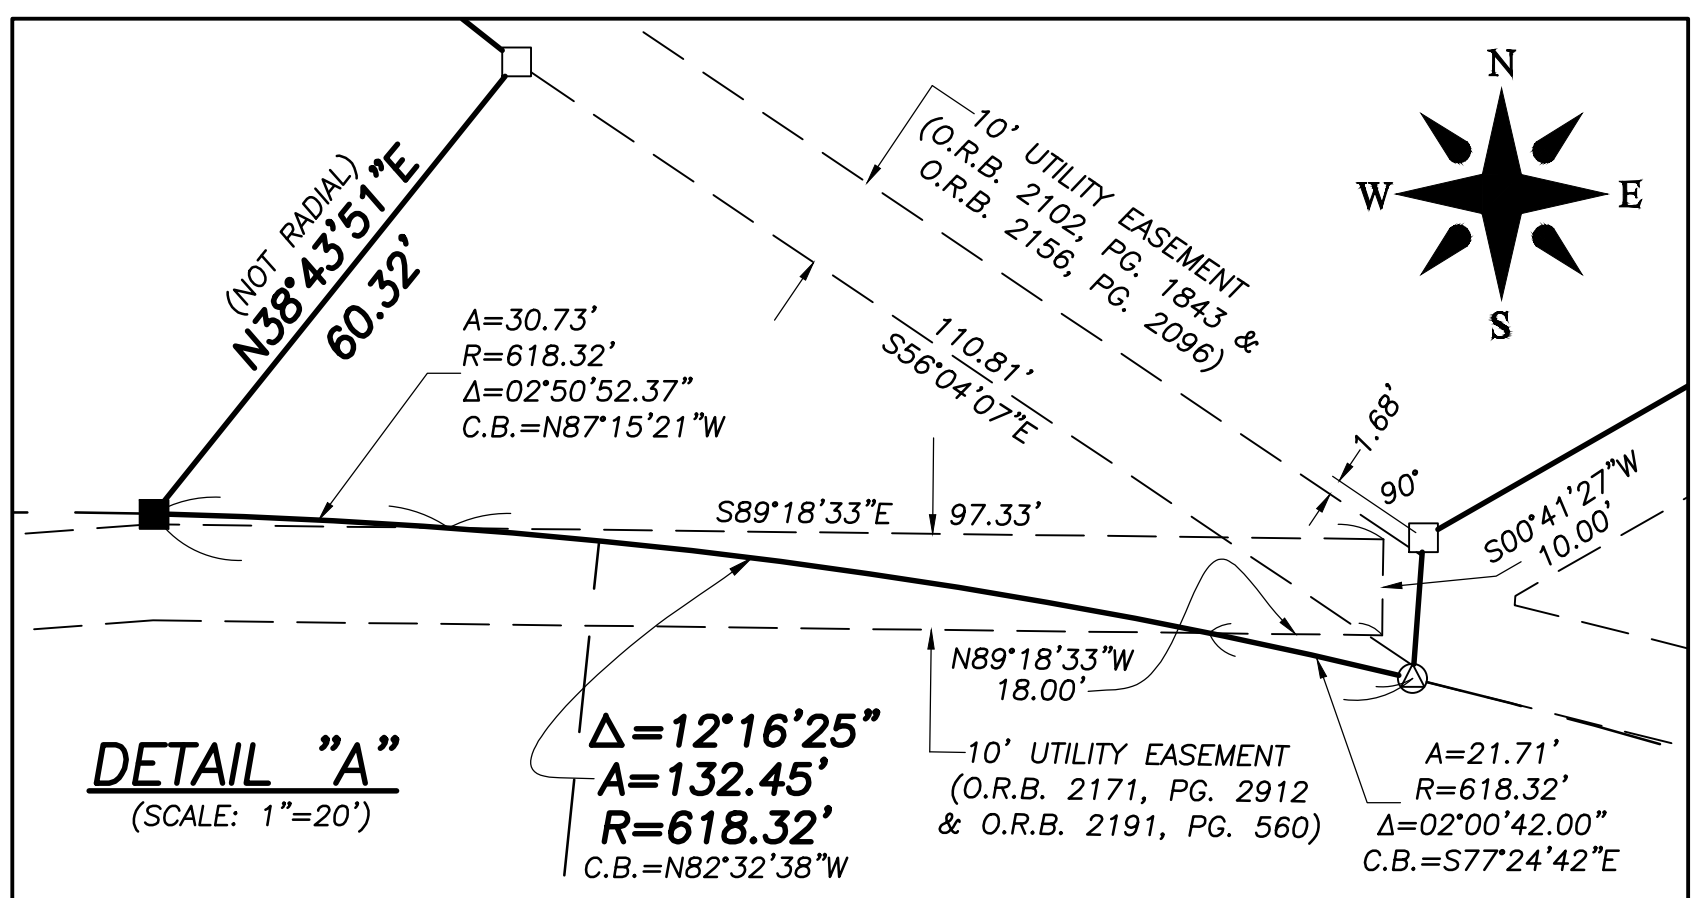 N
W
E
S
10' UTILITY EASEMENT
(O.R.B. 2102, PG. 1843 &
O.R.B. 2156, PG. 2096)
(NOT RADIAL)
N38°43'51"E
60.32'
A=30.73'
R=618.32'
Δ=02°50'52.37"
C.B.=N87°15'21"W
110.81'
S56°04'07"E
1.68'
90°
S89°18'33"E 97.33'
S00°41'27"W
10.00'
N89°18'33"W
18.00'
DETAIL "A"
(SCALE: 1"=20')
Δ=12°16'25"
A=132.45'
R=618.32'
C.B.=N82°32'38"W
10' UTILITY EASEMENT
(O.R.B. 2171, PG. 2912
& O.R.B. 2191, PG. 560)
A=21.71'
R=618.32'
Δ=02°00'42.00"
C.B.=S77°24'42"E